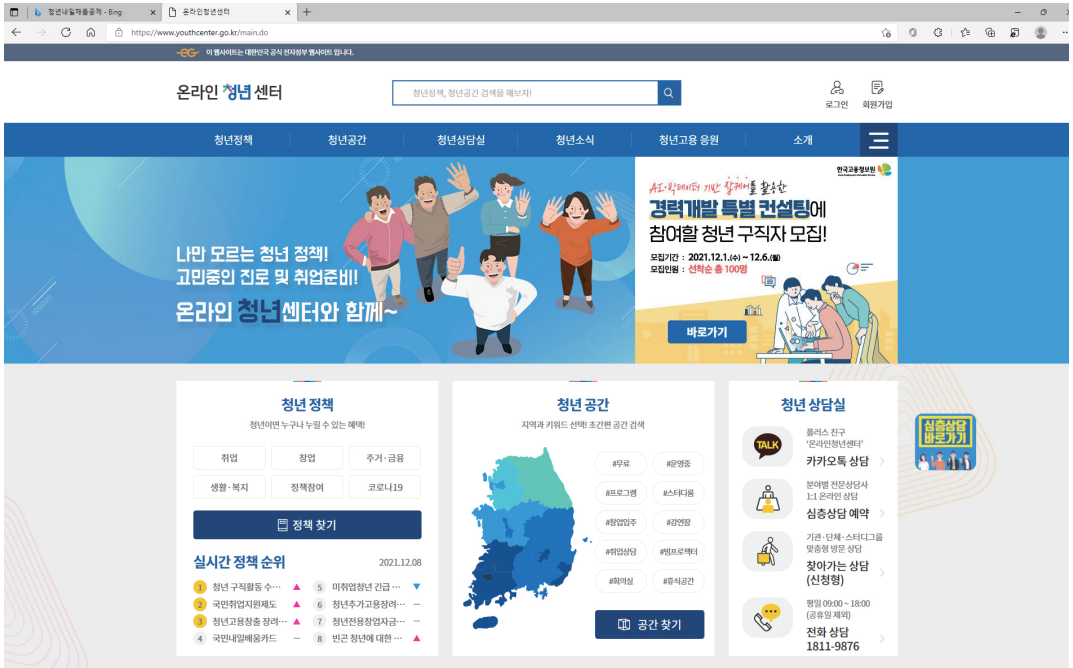 청년내일채움공제 - Bing
온라인청년센터
https://www.youthcenter.go.kr/main.do
이 웹사이트는 대한민국 공식 전자정부 웹사이트 입니다.
온라인 청년 센터
청년정책, 청년공간 검색을 해보자!
로그인
회원가입
청년정책
청년공간
청년상담실
청년소식
청년고용 응원
소개
나만 모르는 청년 정책!
고민중인 진로 및 취업준비!
온라인 청년센터와 함께~
한국고용정보원
AI·빅데이터 기반 잡케어를 활용한
경력개발 특별 컨설팅에
참여할 청년 구직자 모집!
모집기간 : 2021.12.1.(수) ~ 12.6.(월)
모집인원 : 선착순 총 100명
바로가기
청년 정책
청년이면 누구나 누릴 수 있는 혜택!
취업
창업
주거·금융
생활·복지
정책참여
코로나19
정책 찾기
실시간 정책 순위
2021.12.08
1 청년 구직활동 수… ▲
2 국민취업지원제도 ▲
3 청년고용창출 장려… ▲
4 국민내일배움카드 –
5 미취업청년 긴급 … ▼
6 청년추가고용장려… –
7 청년전용창업자금… –
8 빈곤 청년에 대한 … ▲
청년 공간
지역과 키워드 선택! 초간편 공간 검색
#무료
#운영중
#프로그램
#스터디룸
#창업입주
#강연장
#취업상담
#빔프로젝터
#회의실
#휴식공간
공간 찾기
청년 상담실
TALK
플러스 친구
'온라인청년센터'
카카오톡 상담
분야별 전문상담사
1:1 온라인 상담
심층상담 예약
기관·단체·스터디그룹
맞춤형 방문 상담
찾아가는 상담
(신청형)
평일 09:00 ~ 18:00
(공휴일 제외)
전화 상담
1811-9876
심층상담
바로가기